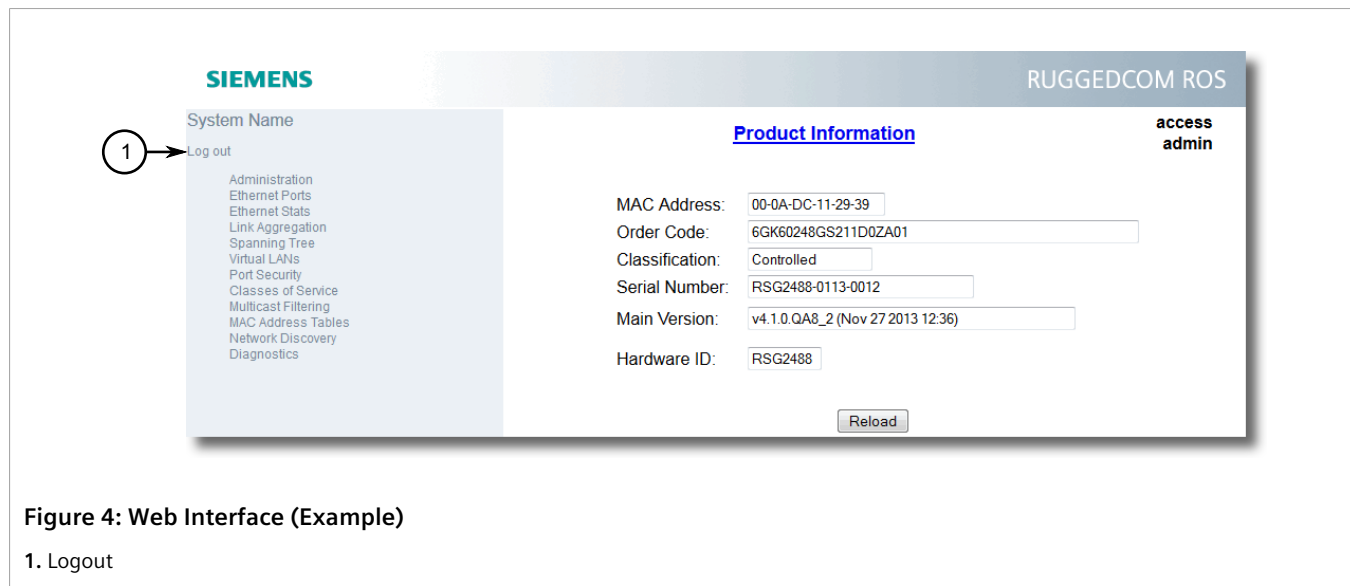 SIEMENS
RUGGEDCOM ROS
System Name
1
Log out
Administration
Ethernet Ports
Ethernet Stats
Link Aggregation
Spanning Tree
Virtual LANs
Port Security
Classes of Service
Multicast Filtering
MAC Address Tables
Network Discovery
Diagnostics
Product Information
access
admin
MAC Address: 00-0A-DC-11-29-39
Order Code: 6GK60248GS211D0ZA01
Classification: Controlled
Serial Number: RSG2488-0113-0012
Main Version: v4.1.0.QA8_2 (Nov 27 2013 12:36)
Hardware ID: RSG2488
Reload
Figure 4: Web Interface (Example)
1. Logout